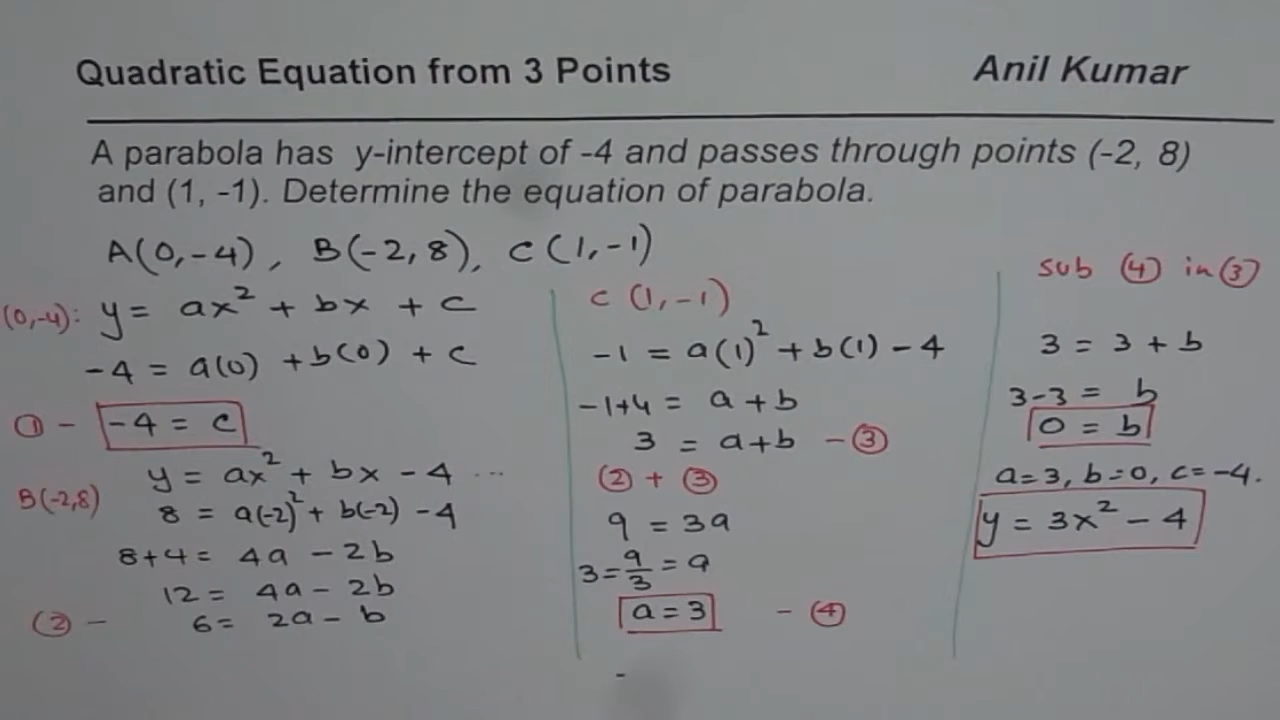 Quadratic Equation from 3 Points
Anil Kumar
A parabola has y-intercept of -4 and passes through points (-2, 8)
and (1, -1). Determine the equation of parabola.
A(0,-4), B(-2,8), C(1,-1)
(0,-4): y = ax² + bx + c
-4 = a(0) + b(0) + c
① - -4 = c
y = ax² + bx - 4 ...
B(-2,8)
8 = a(-2)² + b(-2) - 4
8+4 = 4a - 2b
12 = 4a - 2b
② - 6 = 2a - b
C (1,-1)
-1 = a(1)² + b(1) - 4
-1+4 = a + b
3 = a+b - ③
② + ③
9 = 3a
3 = 9/3 = a
a = 3 - ④
sub ④ in ③
3 = 3 + b
3-3 = b
0 = b
a=3, b=0, c=-4.
y = 3x² - 4